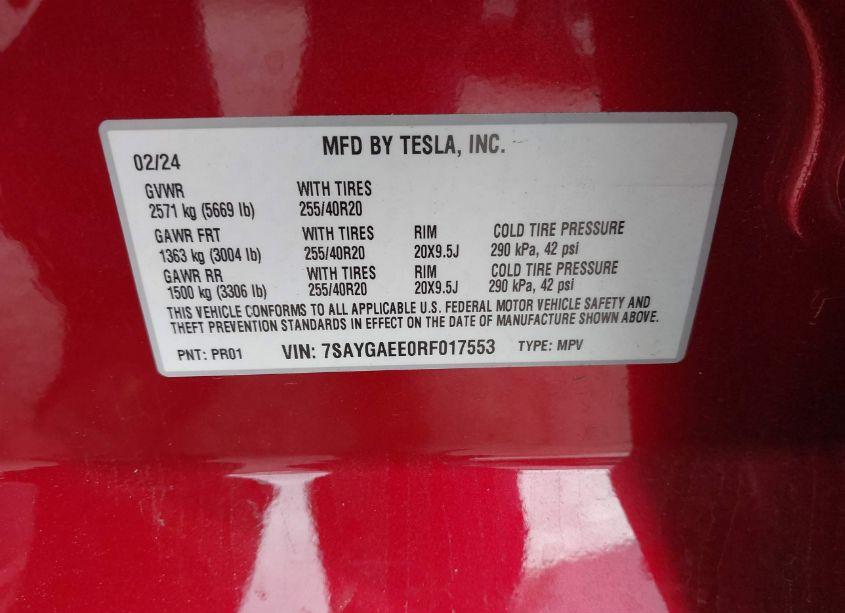 MFD BY TESLA, INC.
02/24
GVWR WITH TIRES
2571 kg (5669 lb) 255/40R20
GAWR FRT WITH TIRES RIM COLD TIRE PRESSURE
1363 kg (3004 lb) 255/40R20 20X9.5J 290 kPa, 42 psi
GAWR RR WITH TIRES RIM COLD TIRE PRESSURE
1500 kg (3306 lb) 255/40R20 20X9.5J 290 kPa, 42 psi
THIS VEHICLE CONFORMS TO ALL APPLICABLE U.S. FEDERAL MOTOR VEHICLE SAFETY AND
THEFT PREVENTION STANDARDS IN EFFECT ON THE DATE OF MANUFACTURE SHOWN ABOVE.
PNT: PR01 VIN: 7SAYGAEE0RF017553 TYPE: MPV